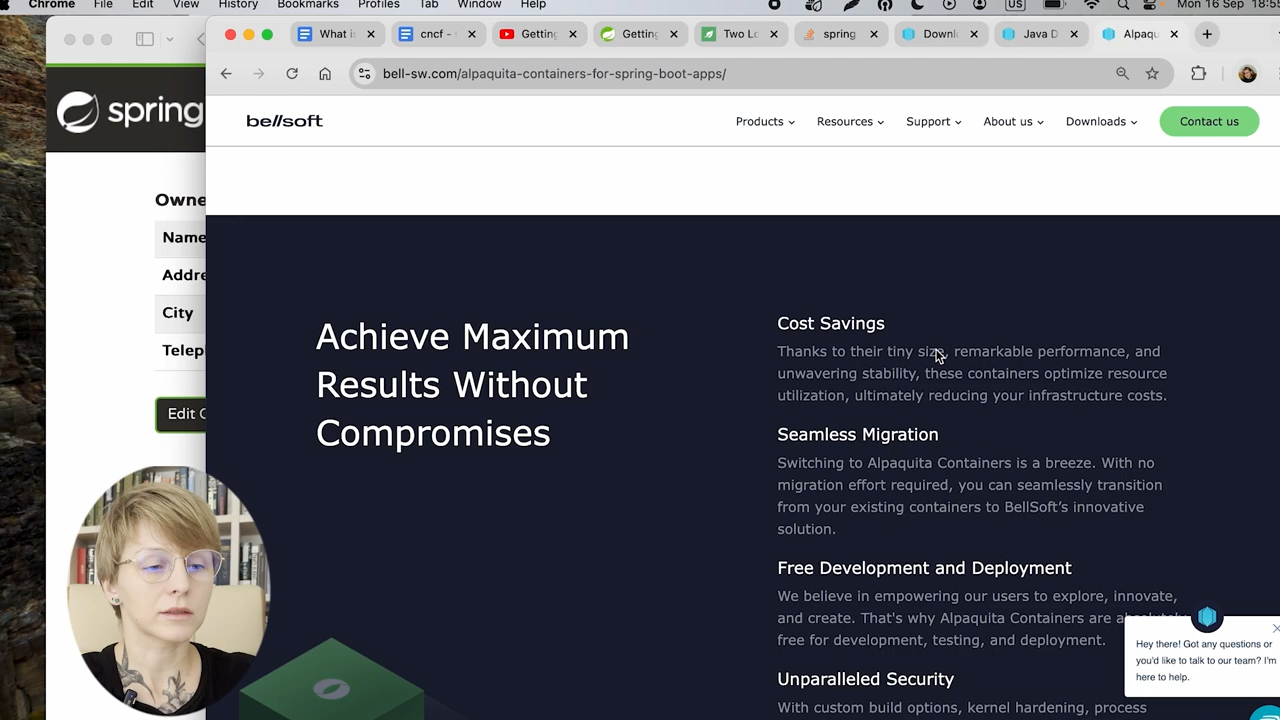 Chrome File Edit View History Bookmarks Profiles Tab Window Help
US Mon 16 Sep 18:5
What i
cncf -
Getting
Getting
Two Lo
spring
Downl
Java D
Alpaqu
bell-sw.com/alpaquita-containers-for-spring-boot-apps/
spring
bellsoft
Products Resources Support About us Downloads Contact us
Owne
Name
Addre
City
Telep
Edit
Achieve Maximum
Results Without
Compromises
Cost Savings
Thanks to their tiny size, remarkable performance, and
unwavering stability, these containers optimize resource
utilization, ultimately reducing your infrastructure costs.
Seamless Migration
Switching to Alpaquita Containers is a breeze. With no
migration effort required, you can seamlessly transition
from your existing containers to BellSoft's innovative
solution.
Free Development and Deployment
We believe in empowering our users to explore, innovate,
and create. That's why Alpaquita Containers are absolutely
free for development, testing, and deployment.
Unparalleled Security
With custom build options, kernel hardening, process
Hey there! Got any questions or
you'd like to talk to our team? I'm
here to help.